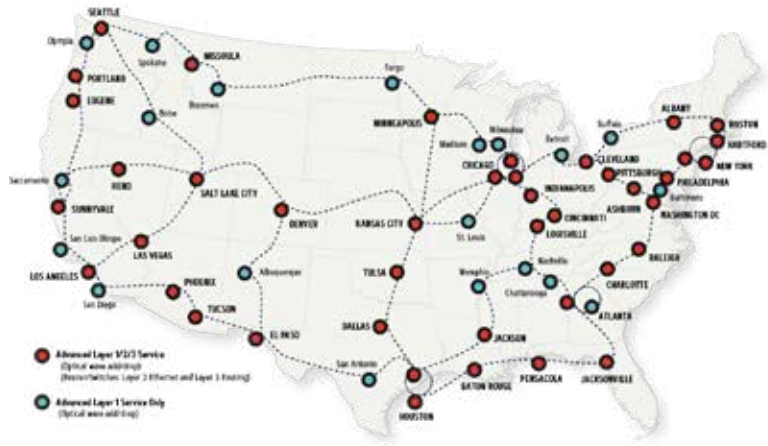 SEATTLE
Olympia
Spokane
MISSOULA
PORTLAND
EUGENE
Boise
Bozeman
Fargo
MINNEAPOLIS
Madison
Milwaukee
CHICAGO
Detroit
Buffalo
ALBANY
BOSTON
HARTFORD
CLEVELAND
NEW YORK
PITTSBURGH
PHILADELPHIA
Baltimore
ASHBURN
WASHINGTON DC
INDIANAPOLIS
CINCINNATI
LOUISVILLE
Sacramento
RENO
SALT LAKE CITY
SUNNYVALE
DENVER
KANSAS CITY
St. Louis
RALEIGH
San Luis Obispo
LAS VEGAS
LOS ANGELES
San Diego
PHOENIX
TUCSON
Albuquerque
TULSA
Memphis
Nashville
Chattanooga
CHARLOTTE
ATLANTA
EL PASO
DALLAS
JACKSON
San Antonio
HOUSTON
BATON ROUGE
PENSACOLA
JACKSONVILLE
Advanced Layer 1/2/3 Service
(Optical wave add/drop)
Layer 2 Ethernet and Layer 3 Routing)
Advanced Layer 1 Service Only
(Optical wave add/drop)